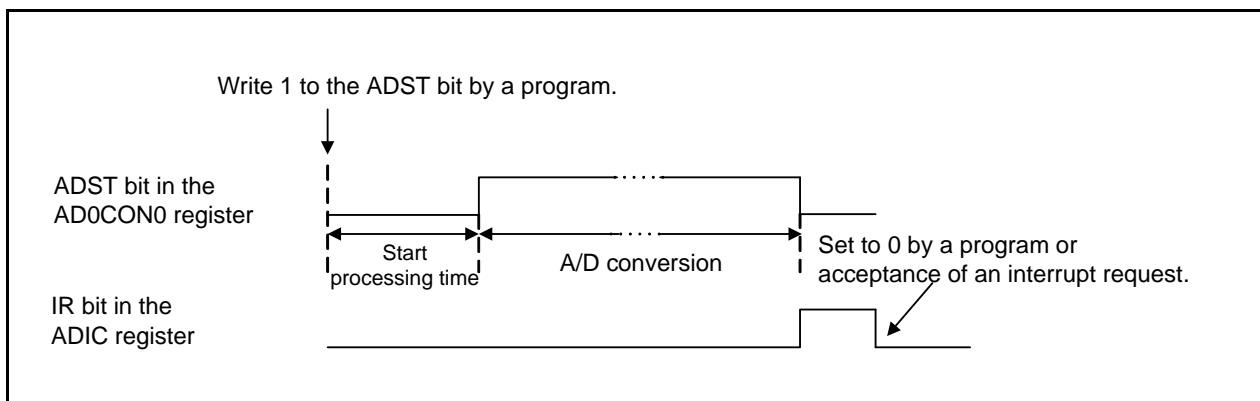 Write 1 to the ADST bit by a program.
ADST bit in the
AD0CON0 register
Start
processing time
A/D conversion
Set to 0 by a program or
acceptance of an interrupt request.
IR bit in the
ADIC register